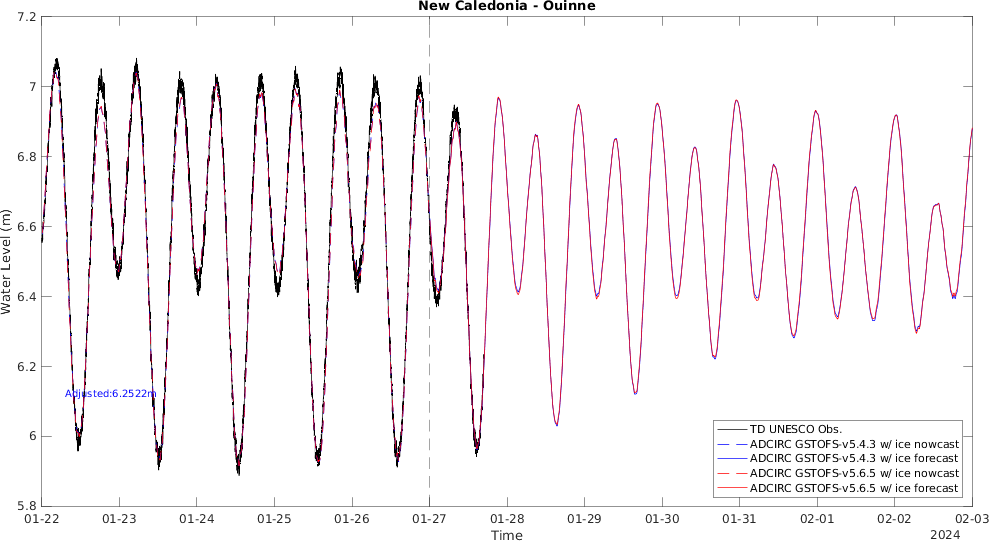 New Caledonia - Ouinne
7.2
7
6.8
6.6
6.4
6.2
6
5.8
Water Level (m)
Adjusted:6.2522m
TD UNESCO Obs.
ADCIRC GSTOFS-v5.4.3 w/ ice nowcast
ADCIRC GSTOFS-v5.4.3 w/ ice forecast
ADCIRC GSTOFS-v5.6.5 w/ ice nowcast
ADCIRC GSTOFS-v5.6.5 w/ ice forecast
01-22 01-23 01-24 01-25 01-26 01-27 01-28 01-29 01-30 01-31 02-01 02-02 02-03
Time
2024